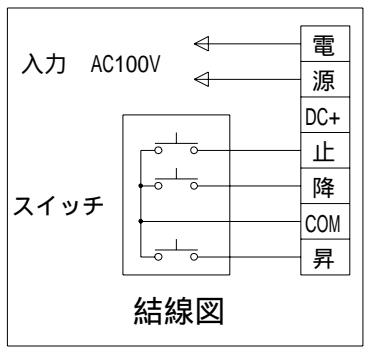 電
入力 AC100V
源
DC+
止
降
スイッチ
COM
昇
結線図